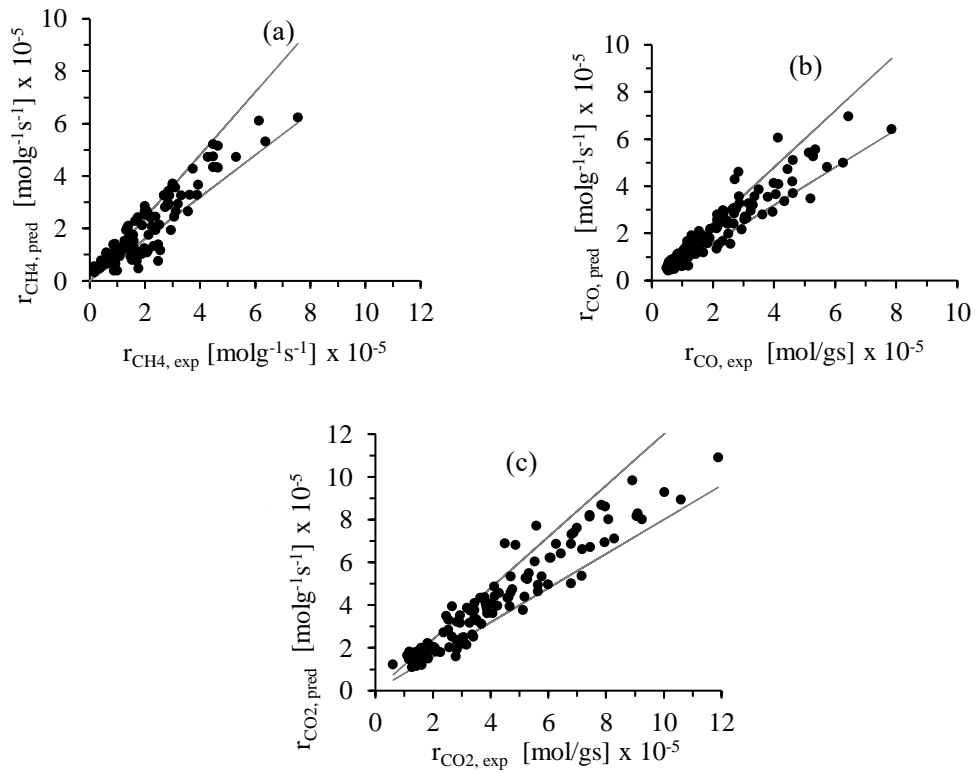 (a)
10
8
6
4
2
0
r_CH4, pred [molg⁻¹s⁻¹] x 10⁻⁵
0 2 4 6 8 10 12
r_CH4, exp [molg⁻¹s⁻¹] x 10⁻⁵
(b)
10
8
6
4
2
0
r_CO, pred [molg⁻¹s⁻¹] x 10⁻⁵
0 2 4 6 8 10
r_CO, exp [mol/gs] x 10⁻⁵
(c)
12
10
8
6
4
2
0
r_CO2, pred [molg⁻¹s⁻¹] x 10⁻⁵
0 2 4 6 8 10 12
r_CO2, exp [mol/gs] x 10⁻⁵